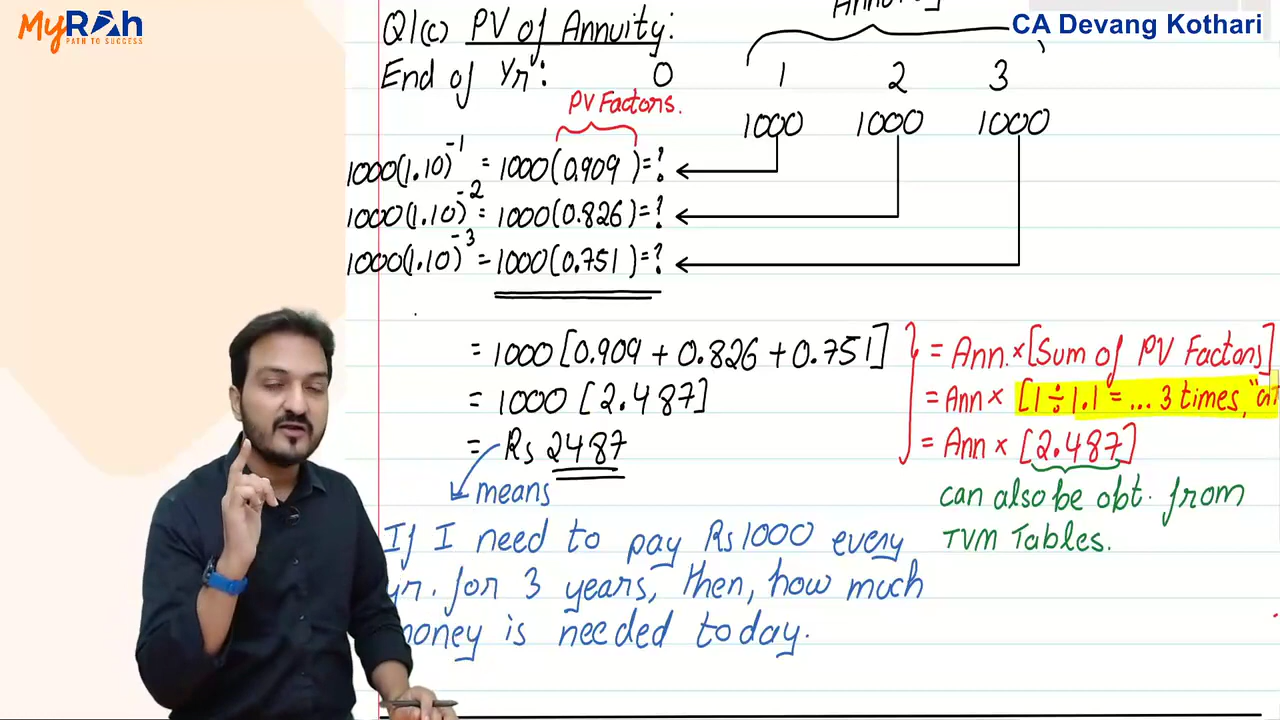 MyRah
PATH TO SUCCESS
CA Devang Kothari
Q1(c) PV of Annuity:
End of Yr: 0 1 2 3
PV Factors.
1000 1000 1000
1000(1.10)^-1 = 1000(0.909) = ?
1000(1.10)^-2 = 1000(0.826) = ?
1000(1.10)^-3 = 1000(0.751) = ?
= 1000[0.909 + 0.826 + 0.751]
= 1000 [2.487]
= Rs 2487
means
= Ann. × [Sum of PV Factors]
= Ann × [1 ÷ 1.1 = ... 3 times, "
= Ann × [2.487]
can also be obt. from
TVM Tables.
If I need to pay Rs 1000 every
yr. for 3 years, then, how much
money is needed today.